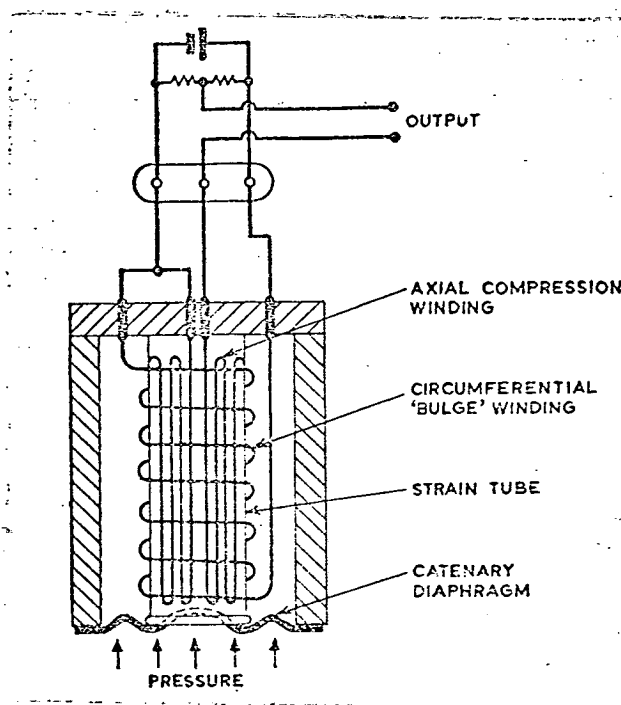 OUTPUT
AXIAL COMPRESSION
WINDING
CIRCUMFERENTIAL
'BULGE' WINDING
STRAIN TUBE
CATENARY
DIAPHRAGM
PRESSURE